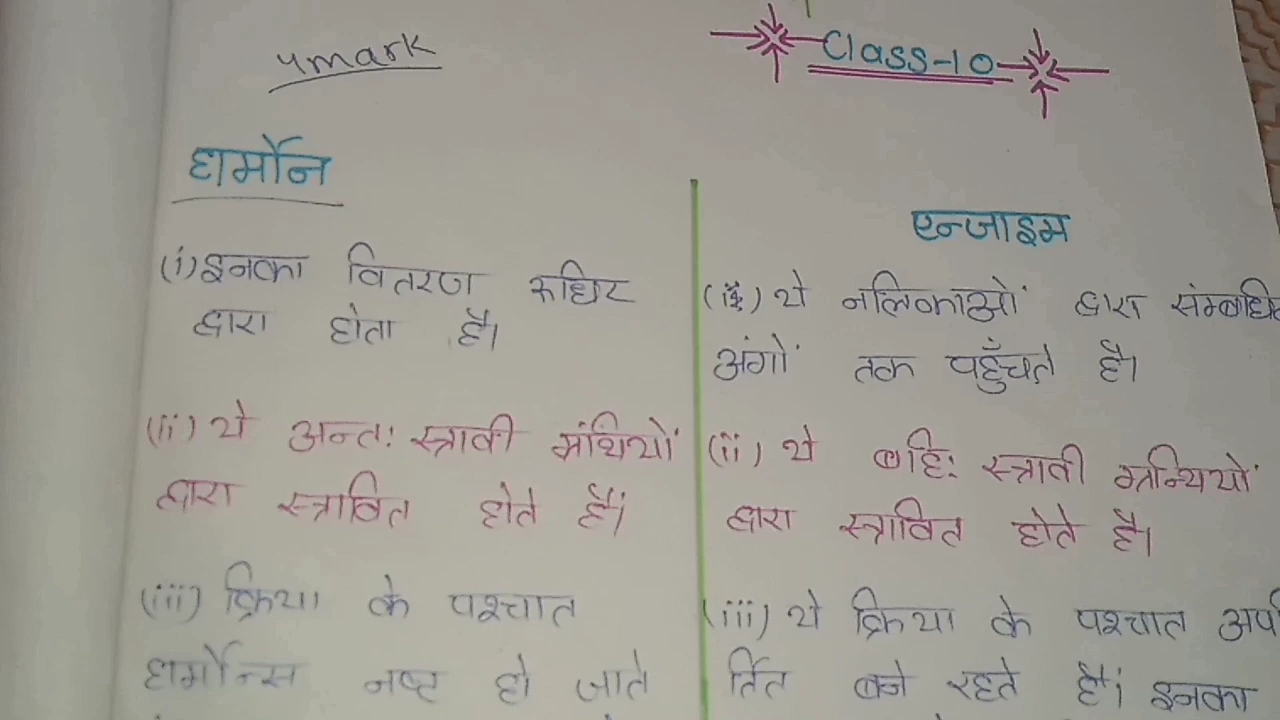 4mark
Class-10
हार्मोन
(i) इनका वितरण रूधिर
द्वारा होता है।
(ii) ये अन्त: स्त्रावी ग्रंथियों
द्वारा स्त्रावित होते हैं।
(iii) क्रिया के पश्चात
हार्मोन्स नष्ट हो जाते
एन्जाइम
(i) ये नलिकाओं द्वारा संम्बधित
अंगों तक पहुँचते है।
(ii) ये बहि: स्त्रावी ग्रन्थियों
द्वारा स्त्रावित होते है।
(iii) ये क्रिया के पश्चात अप
र्तित बने रहते है। इनका